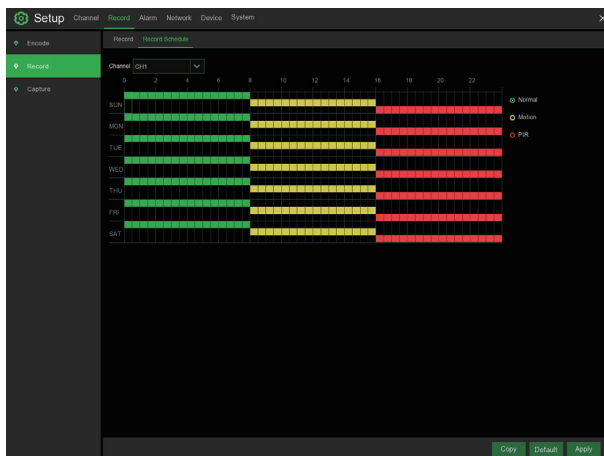 Setup Channel Record Alarm Network Device System X
Encode
Record
Capture
Record Record Schedule
Channel CH1
0 2 4 6 8 10 12 14 16 18 20 22
SUN
MON
TUE
WED
THU
FRI
SAT
Normal
Motion
PIR
Copy Default Apply